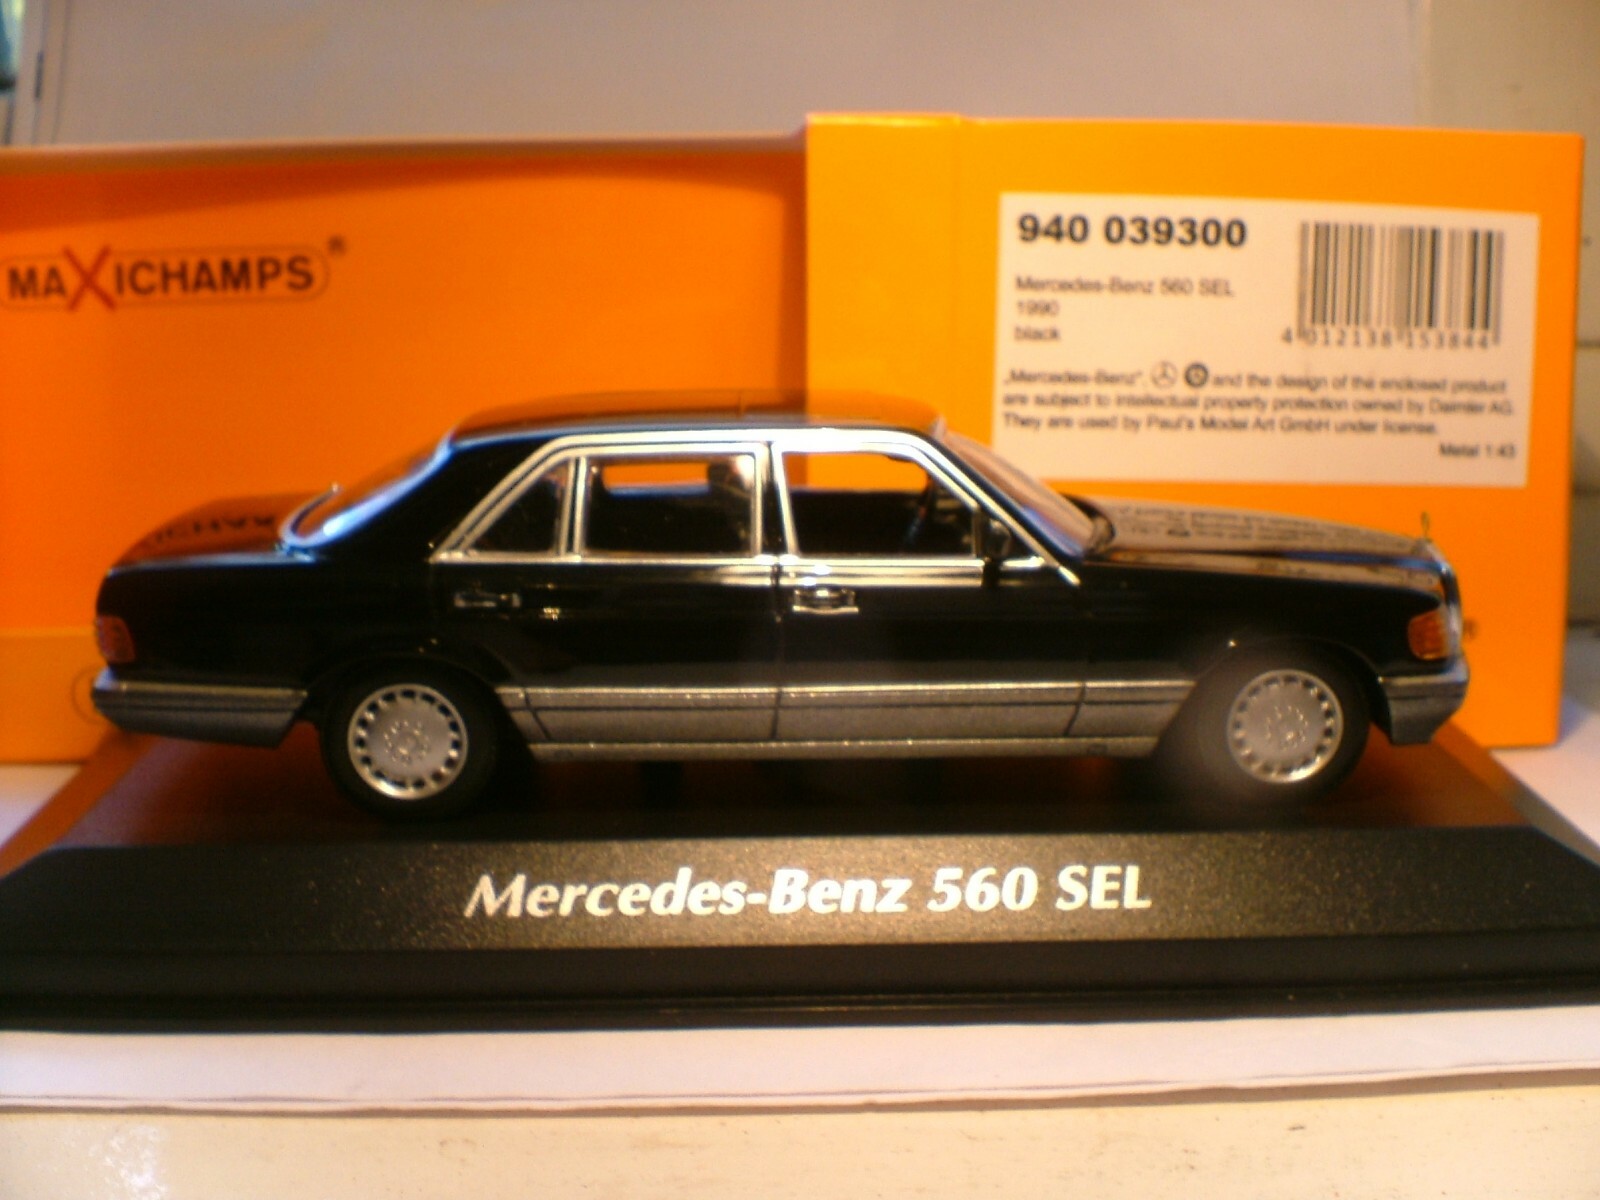 MAXICHAMPS®
940 039300
Mercedes-Benz 560 SEL
1990
black
4 012138 153844
„Mercedes-Benz", and the design of the enclosed product
are subject to intellectual property protection owned by Daimler AG.
They are used by Paul's Model Art GmbH under license.
Metal 1:43
Mercedes-Benz 560 SEL